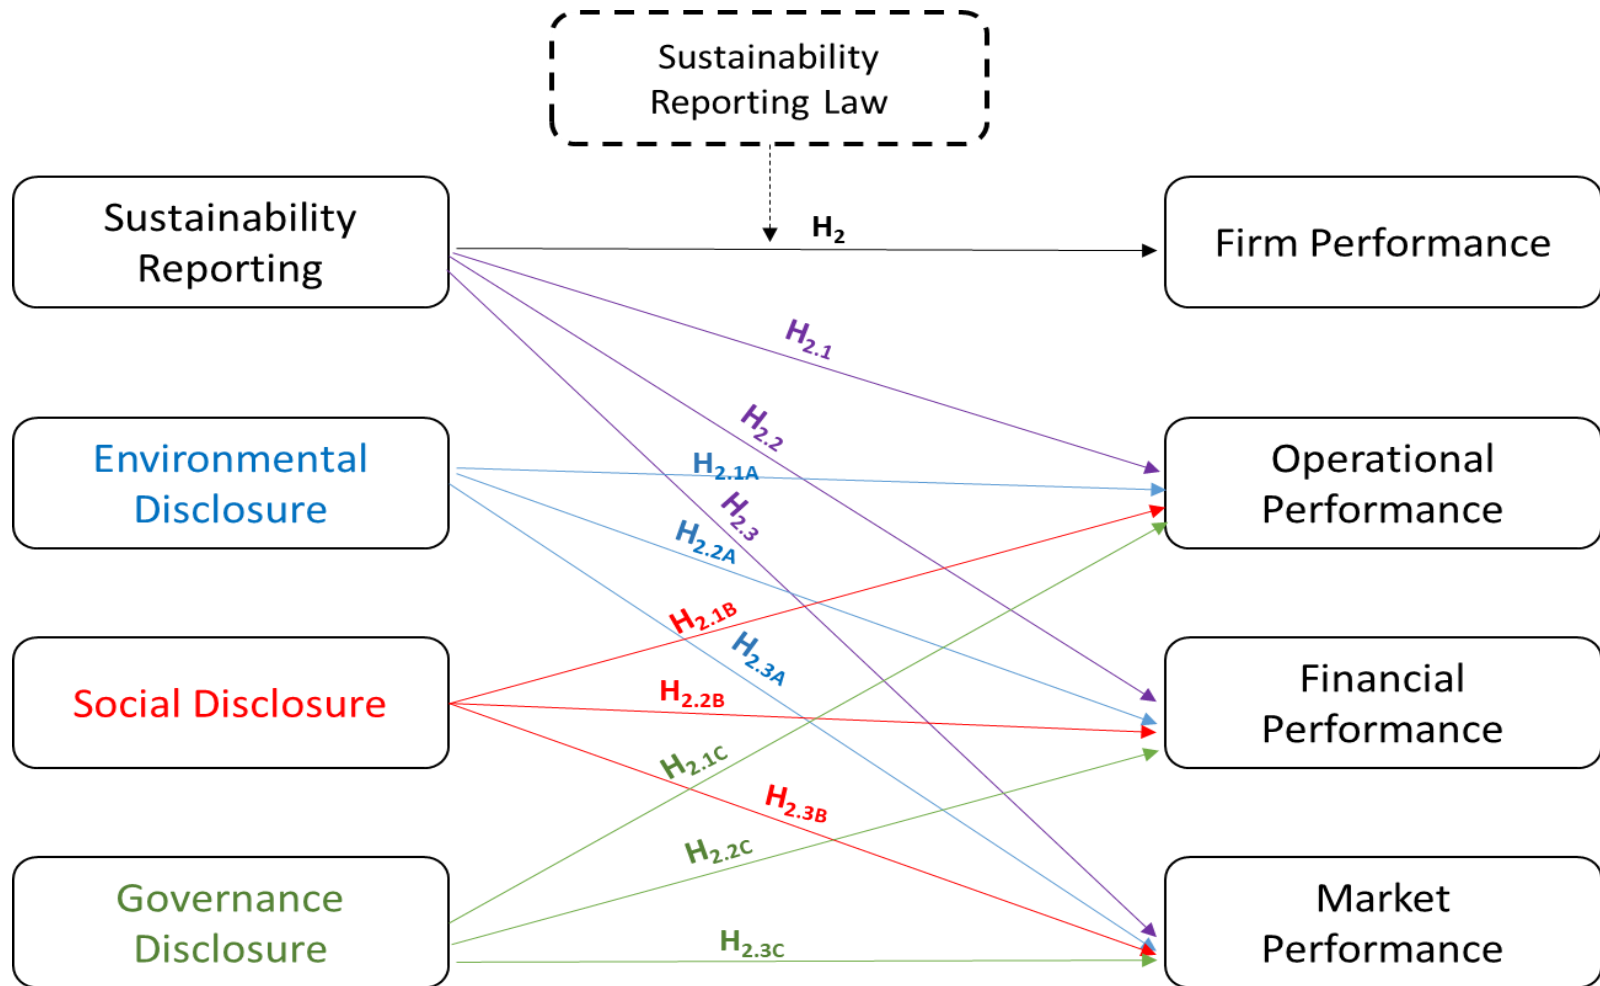 Sustainability
Reporting Law
Sustainability
Reporting
H2
Firm Performance
H2.1
H2.2
Environmental
Disclosure
H2.1A
Operational
Performance
H2.3
H2.2A
H2.1B
H2.3A
Social Disclosure
H2.2B
Financial
Performance
H2.1C
H2.3B
H2.2C
Governance
Disclosure
H2.3C
Market
Performance